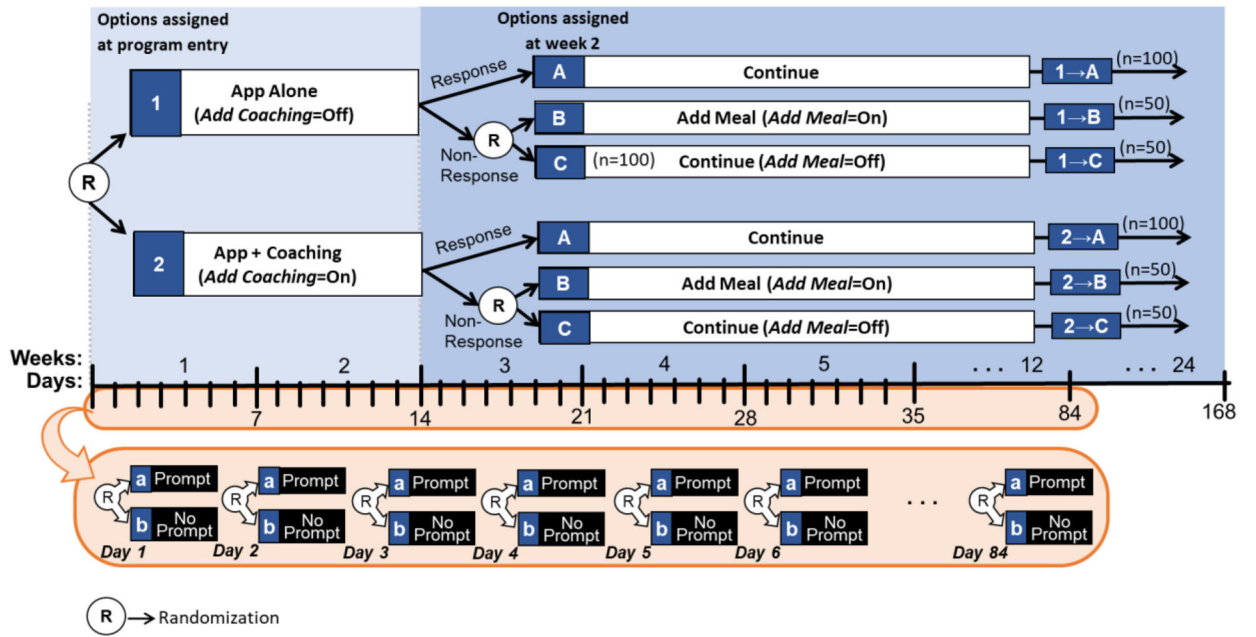 Options assigned
at program entry
Options assigned
at week 2
1
App Alone
(Add Coaching=Off)
Response
Non-
Response
R
A
Continue
1→A
(n=100)
B
Add Meal (Add Meal=On)
1→B
(n=50)
C
(n=100)
Continue (Add Meal=Off)
1→C
(n=50)
R
2
App + Coaching
(Add Coaching=On)
Response
Non-
Response
R
A
Continue
2→A
(n=100)
B
Add Meal (Add Meal=On)
2→B
(n=50)
C
Continue (Add Meal=Off)
2→C
(n=50)
Weeks: 1 2 3 4 5 ... 12 ... 24
Days: 7 14 21 28 35 84 168
R
a Prompt
b No
Prompt
Day 1
R
a Prompt
b No
Prompt
Day 2
R
a Prompt
b No
Prompt
Day 3
R
a Prompt
b No
Prompt
Day 4
R
a Prompt
b No
Prompt
Day 5
R
a Prompt
b No
Prompt
Day 6
...
R
a Prompt
b No
Prompt
Day 84
R → Randomization